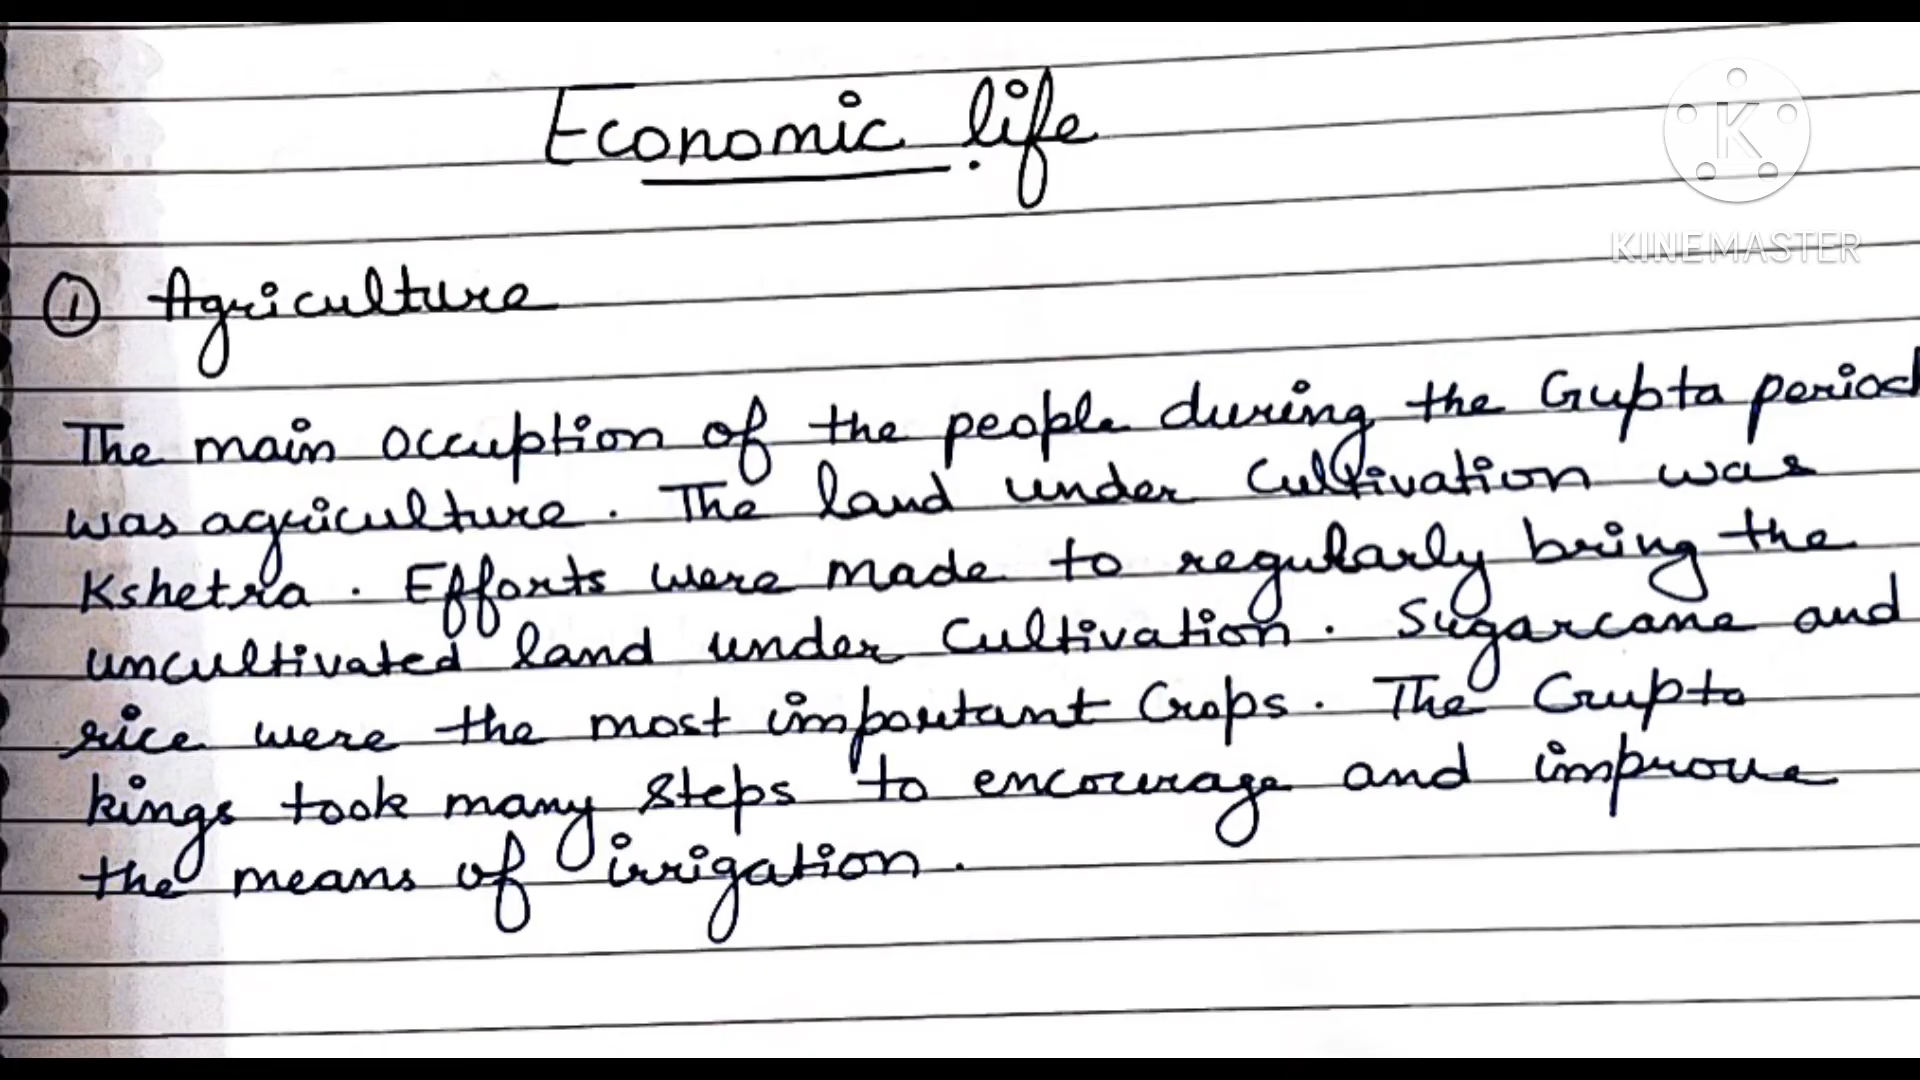 Economic life
K
KINEMASTER
① Agriculture
The main occuption of the people during the Gupta period
was agriculture. The land under cultivation was
Kshetra. Efforts were made to regularly bring the
uncultivated land under cultivation. Sugarcane and
rice were the most important crops. The Gupta
kings took many steps to encourage and improve
the means of irrigation.